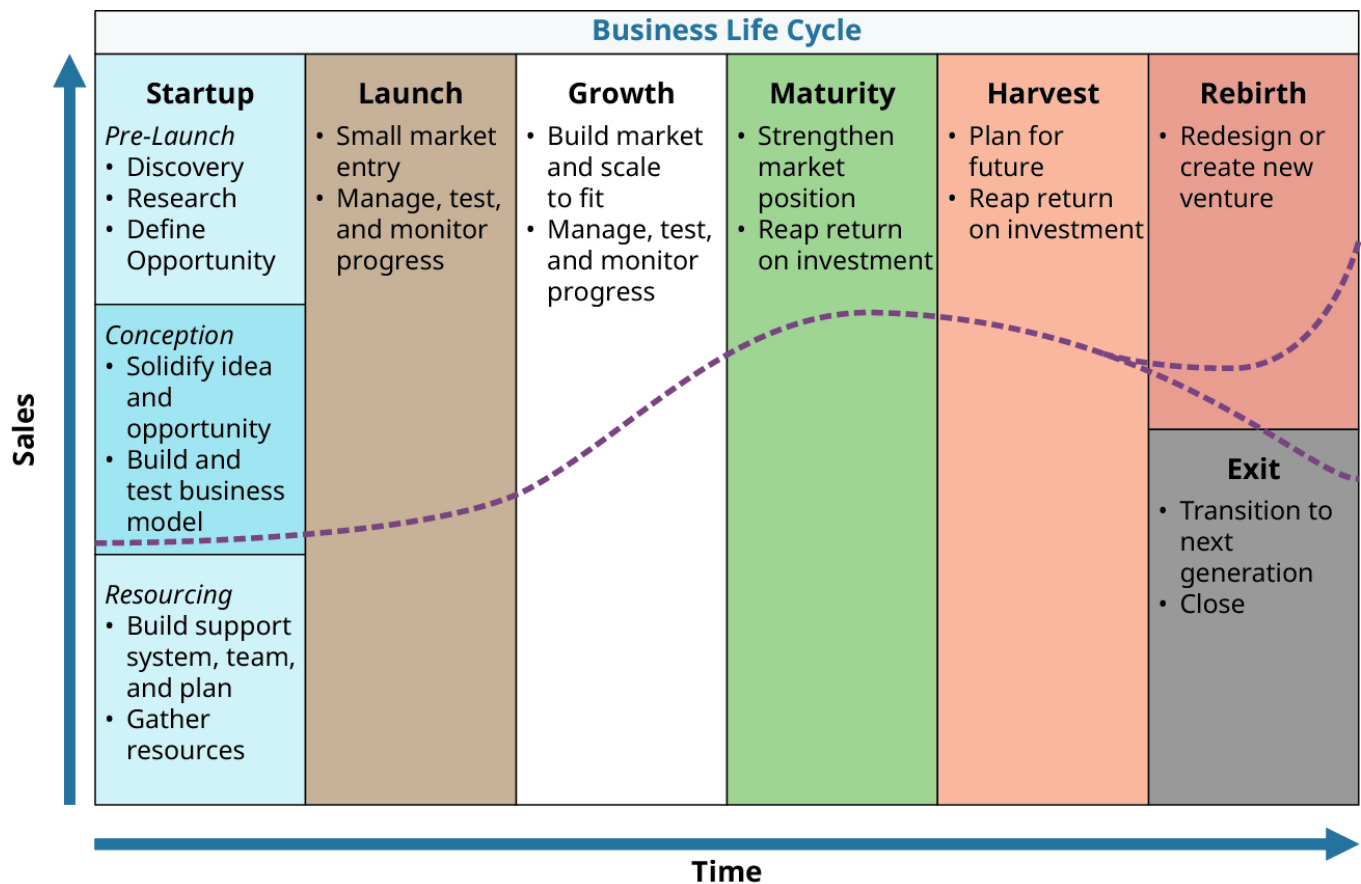 Business Life Cycle
Startup
Pre-Launch
• Discovery
• Research
• Define
Opportunity
Conception
• Solidify idea
and
opportunity
• Build and
test business
model
Resourcing
• Build support
system, team,
and plan
• Gather
resources
Launch
• Small market
entry
• Manage, test,
and monitor
progress
Growth
• Build market
and scale
to fit
• Manage, test,
and monitor
progress
Maturity
• Strengthen
market
position
• Reap return
on investment
Harvest
• Plan for
future
• Reap return
on investment
Rebirth
• Redesign or
create new
venture
Exit
• Transition to
next
generation
• Close
Sales
Time